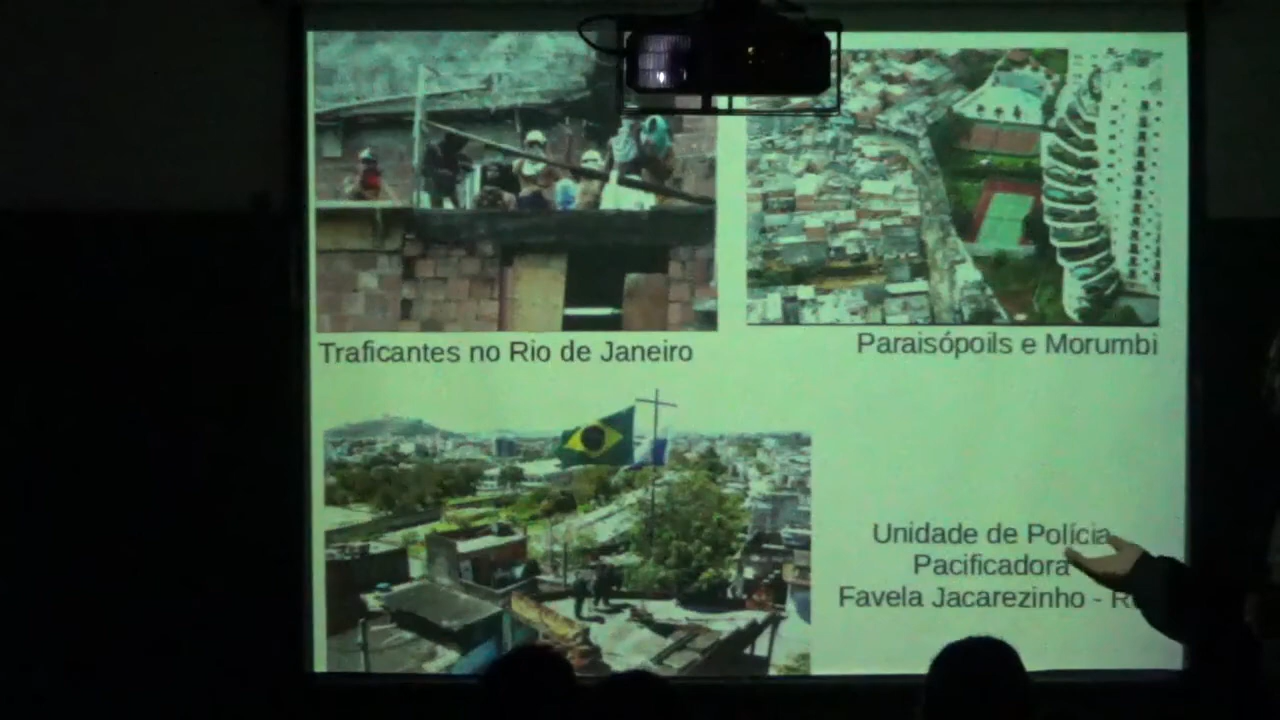 Traficantes no Rio de Janeiro
Paraisópoils e Morumbi
Unidade de Polícia
Pacificadora
Favela Jacarezinho -